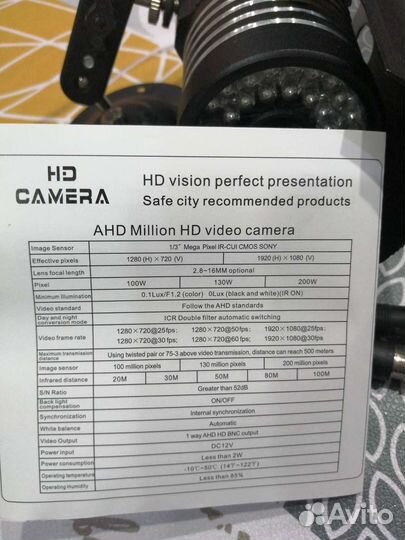 HD
CAMERA
HD vision perfect presentation
Safe city recommended products
AHD Million HD video camera
Image Sensor 1/3" Mega Pixel IR-CUI CMOS SONY
Effective pixels 1280 (H) × 720 (V) 1920 (H) × 1080 (V)
Lens focal length 2.8~16MM optional
Pixel 100W 130W 200W
Minimum Illumination 0.1Lux/F1.2 (color) 0Lux (black and white)(IR ON)
Video standard Follow the AHD standards
Day and night conversion mode ICR Double filter automatic switching
Video frame rate 1280×720@25fps; 1280×720@50fps; 1920×1080@25fps
1280×720@30fps; 1280×720@60fps; 1920×1080@30fps
Maximum transmission distance Using twisted pair or 75-3 above video transmission, distance can reach 500 meters
Image sensor 100 million pixels 130 million pixels 200 million pixels
Infrared distance 20M 30M 50M 80M 100M
S/N Ratio Greater than 52dB
Back light compensation ON/OFF
Synchronization Internal synchronization
White balance Automatic
Video Output 1 way AHD HD BNC output
Power input DC12V
Power consumption Less than 2W
Operating temperature -10℃~50℃ (14℉~122℉)
Operating Humidity Less than 85%
Avito